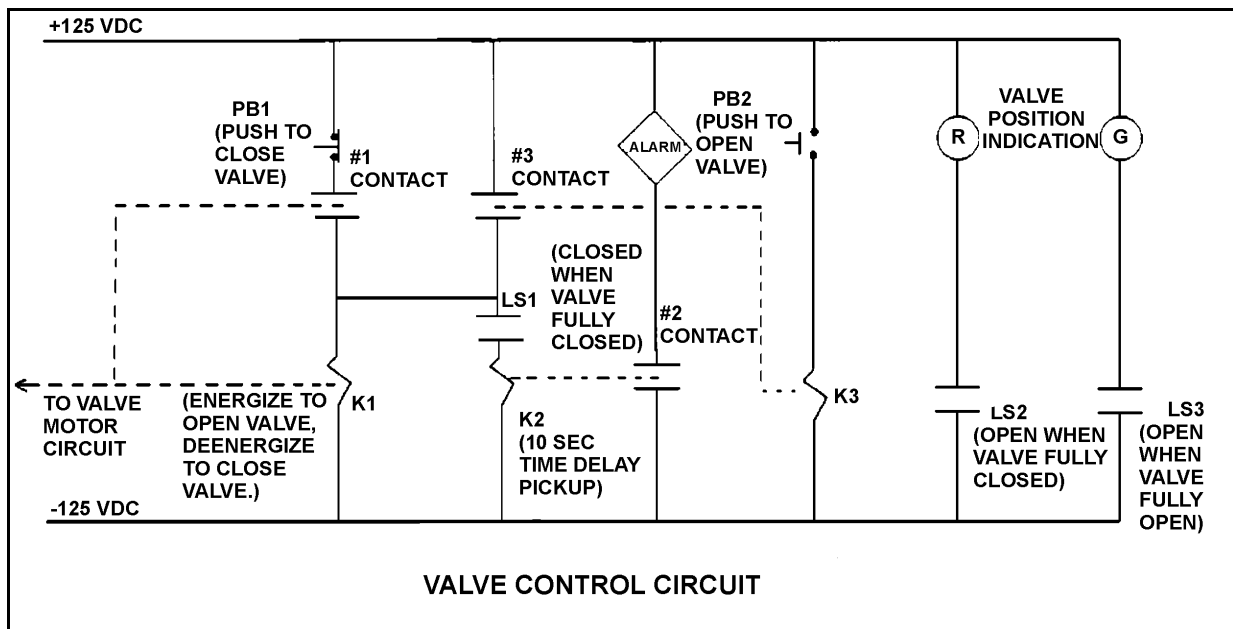 +125 VDC
PB1
(PUSH TO
CLOSE
VALVE)
#1
CONTACT
#3
CONTACT
ALARM
PB2
(PUSH TO
OPEN
VALVE)
R
VALVE
POSITION
INDICATION
G
(CLOSED
WHEN
VALVE
FULLY
CLOSED)
LS1
#2
CONTACT
TO VALVE
MOTOR
CIRCUIT
(ENERGIZE TO
OPEN VALVE,
DEENERGIZE
TO CLOSE
VALVE.)
K1
K2
(10 SEC
TIME DELAY
PICKUP)
K3
LS2
(OPEN WHEN
VALVE FULLY
CLOSED)
LS3
(OPEN
WHEN
VALVE
FULLY
OPEN)
-125 VDC
VALVE CONTROL CIRCUIT